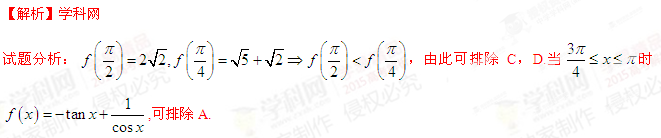 【解析】学科网
试题分析：f(π/2)=2√2, f(π/4)=√5+√2⇒f(π/2)<f(π/4)，由此可排除 C，D.当 3π/4≤x≤π时
f(x)=-tan x+1/cos x,可排除 A.